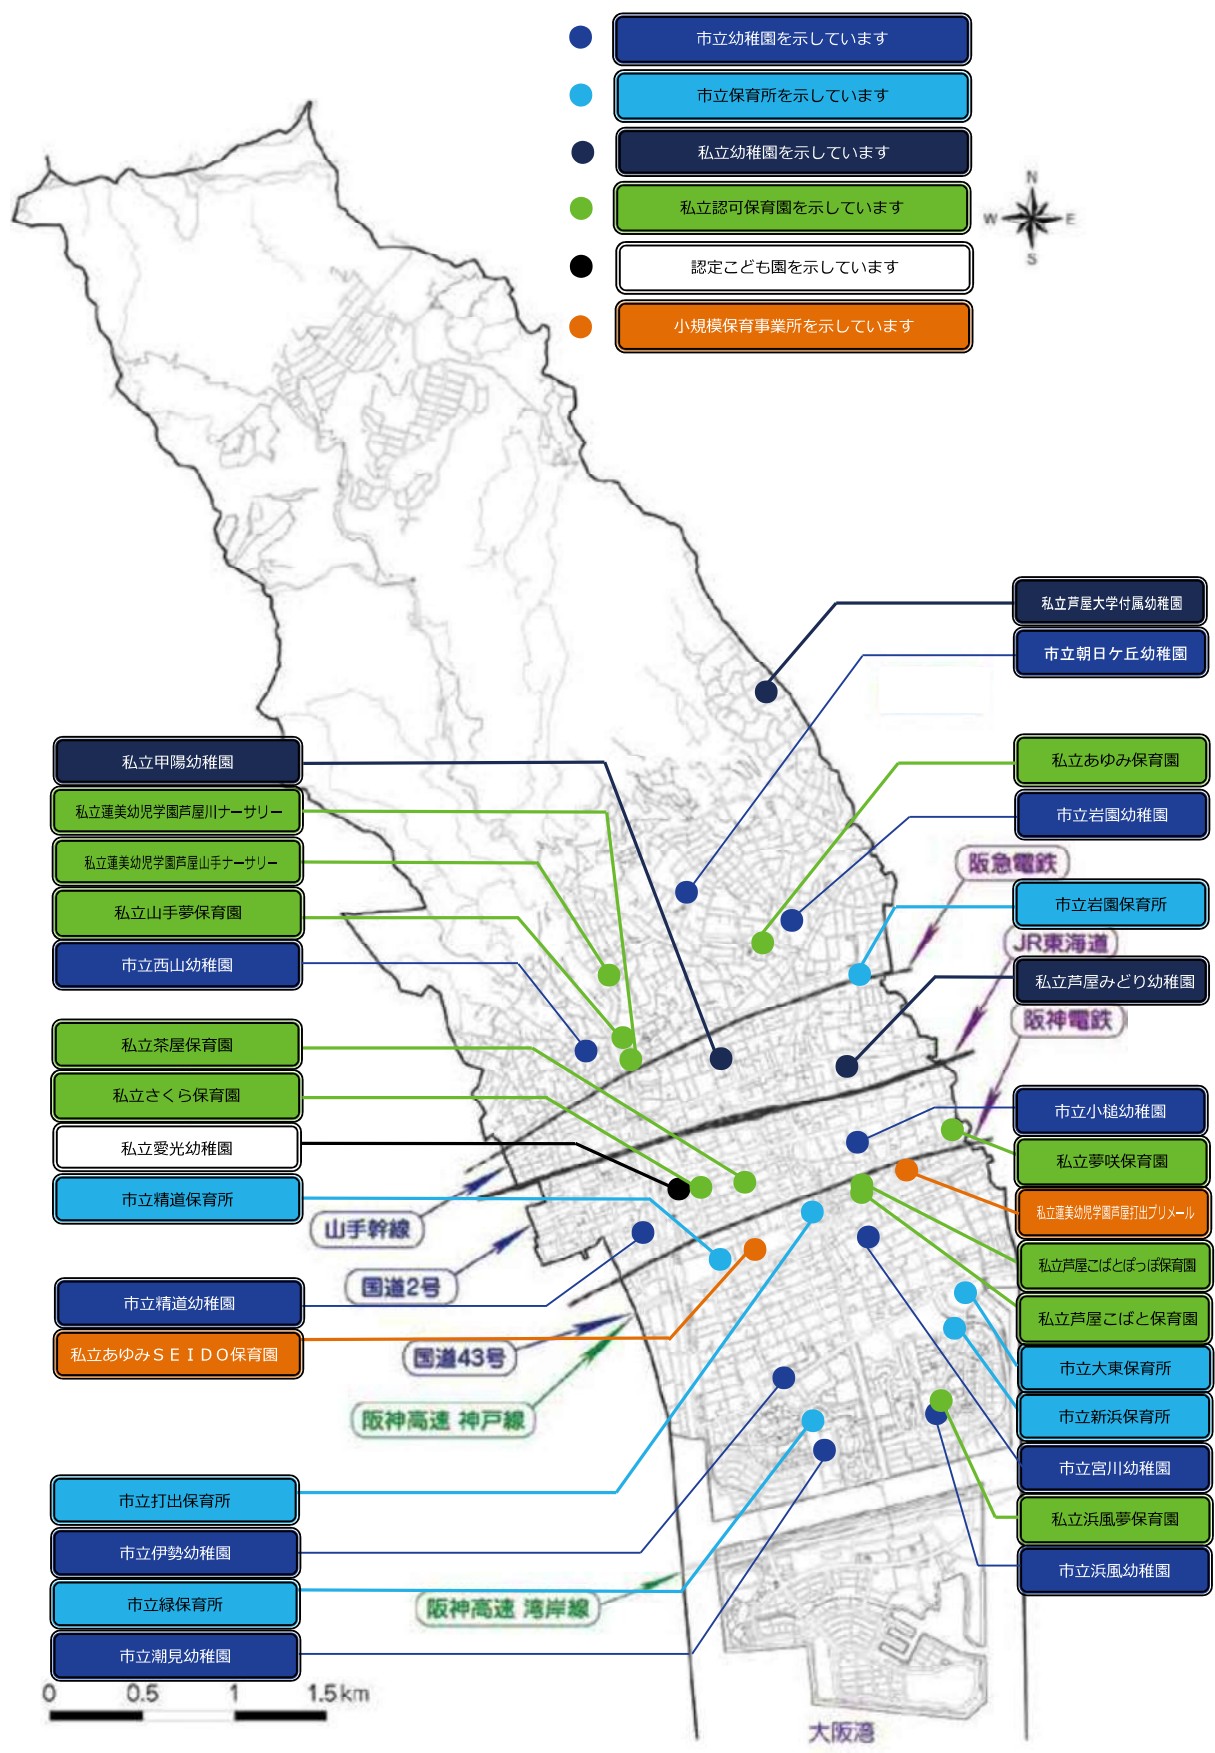 市立幼稚園を示しています
市立保育所を示しています
私立幼稚園を示しています
私立認可保育園を示しています
認定こども園を示しています
小規模保育事業所を示しています
N
W
E
S
私立芦屋大学付属幼稚園
市立朝日ケ丘幼稚園
私立あゆみ保育園
市立岩園幼稚園
阪急電鉄
市立岩園保育所
JR東海道
私立芦屋みどり幼稚園
阪神電鉄
市立小槌幼稚園
私立夢咲保育園
私立蓮美幼児学園芦屋打出プリメール
私立芦屋こばとぽっぽ保育園
私立芦屋こばと保育園
市立大東保育所
市立新浜保育所
市立宮川幼稚園
私立浜風夢保育園
市立浜風幼稚園
私立甲陽幼稚園
私立蓮美幼児学園芦屋川ナーサリー
私立蓮美幼児学園芦屋山手ナーサリー
私立山手夢保育園
市立西山幼稚園
私立茶屋保育園
私立さくら保育園
私立愛光幼稚園
市立精道保育所
山手幹線
国道2号
市立精道幼稚園
私立あゆみＳＥＩＤＯ保育園
国道43号
阪神高速 神戸線
市立打出保育所
市立伊勢幼稚園
市立緑保育所
阪神高速 湾岸線
市立潮見幼稚園
0 0.5 1 1.5km
大阪湾